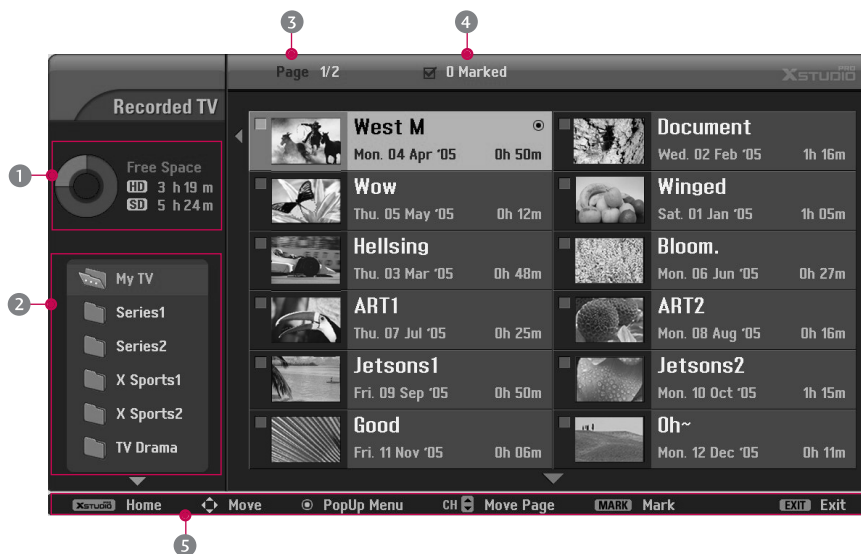 3 4
Page 1/2 0 Marked XSTUDIO PRO
Recorded TV
1
Free Space
HD 3 h 19 m
SD 5 h 24 m
2
My TV
Series1
Series2
X Sports1
X Sports2
TV Drama
West M
Mon. 04 Apr '05 0h 50m
Document
Wed. 02 Feb '05 1h 16m
Wow
Thu. 05 May '05 0h 12m
Winged
Sat. 01 Jan '05 1h 05m
Hellsing
Thu. 03 Mar '05 0h 48m
Bloom.
Mon. 06 Jun '05 0h 27m
ART1
Thu. 07 Jul '05 0h 25m
ART2
Mon. 08 Aug '05 0h 16m
Jetsons1
Fri. 09 Sep '05 0h 50m
Jetsons2
Mon. 10 Oct '05 1h 15m
Good
Fri. 11 Nov '05 0h 06m
Oh~
Mon. 12 Dec '05 0h 11m
XSTUDIO Home Move PopUp Menu CH Move Page MARK Mark EXIT Exit
5